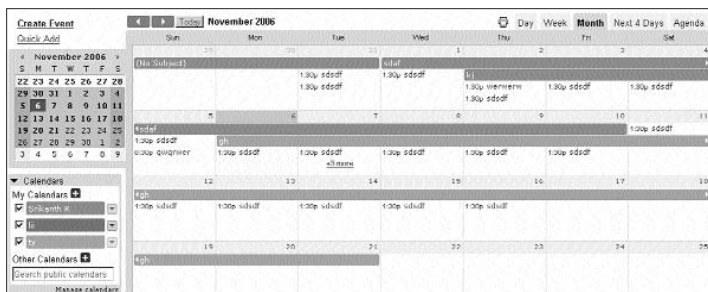 Create Event
Quick Add
Today November 2006
Day Week Month Next 4 Days Agenda
« November 2006 »
S M T W T F S
22 23 24 25 26 27 28
29 30 31 1 2 3 4
5 6 7 8 9 10 11
12 13 14 15 16 17 18
19 20 21 22 23 24 25
26 27 28 29 30 1 2
3 4 5 6 7 8 9
Calendars
My Calendars
Srikanth R
ty
Other Calendars
Search public calendars
Manage calendars
Sun Mon Tue Wed Thu Fri Sat
29 30 31 1 2 3 4
(No Subject) sdaf
1:30p sdsdf 1:30p sdsdf kj
1:30p sdsdf 1:30p werwerw 1:30p sdsdf 1:30p sdsdf
1:30p sdsdf
5 6 7 8 9 10 11
sdaf 1:30p sdsdf
1:30p sdsdf gh
8:30p qwqrwer 1:30p sdsdf 1:30p sdsdf 1:30p sdsdf 1:30p sdsdf 1:30p sdsdf
+3 more
12 13 14 15 16 17 18
gh
1:30p sdsdf 1:30p sdsdf 1:30p sdsdf 1:30p sdsdf 1:30p sdsdf
19 20 21 22 23 24 25
gh